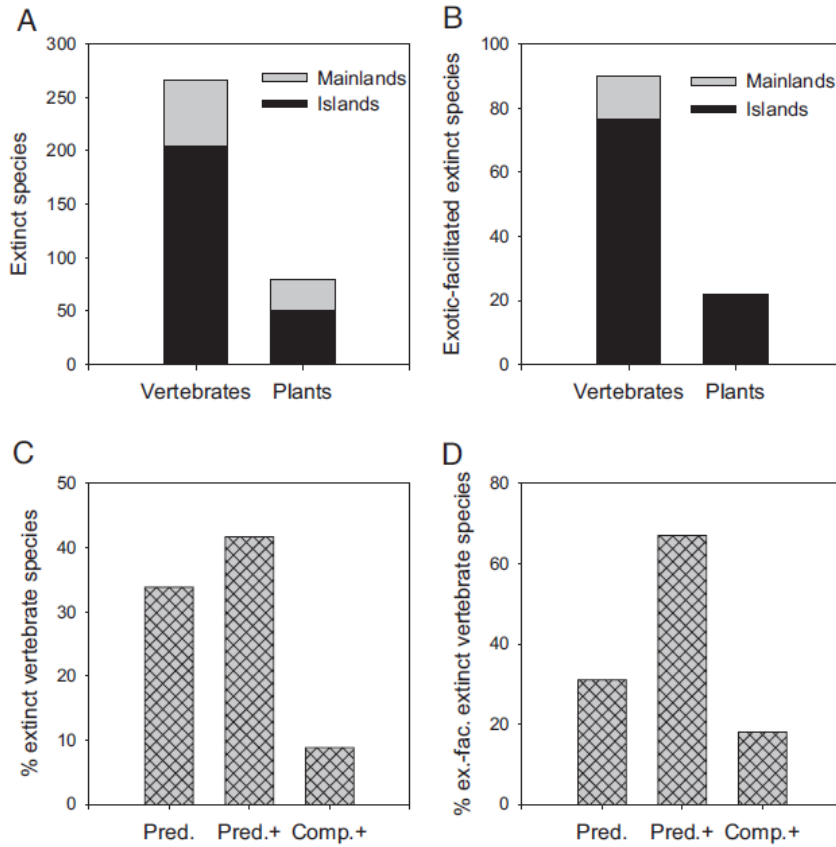 A
Extinct species
300
250
200
150
100
50
0
Mainlands
Islands
Vertebrates Plants
B
Exotic-facilitated extinct species
100
80
60
40
20
0
Mainlands
Islands
Vertebrates Plants
C
% extinct vertebrate species
50
40
30
20
10
0
Pred. Pred.+ Comp.+
D
% ex.-fac. extinct vertebrate species
80
60
40
20
0
Pred. Pred.+ Comp.+